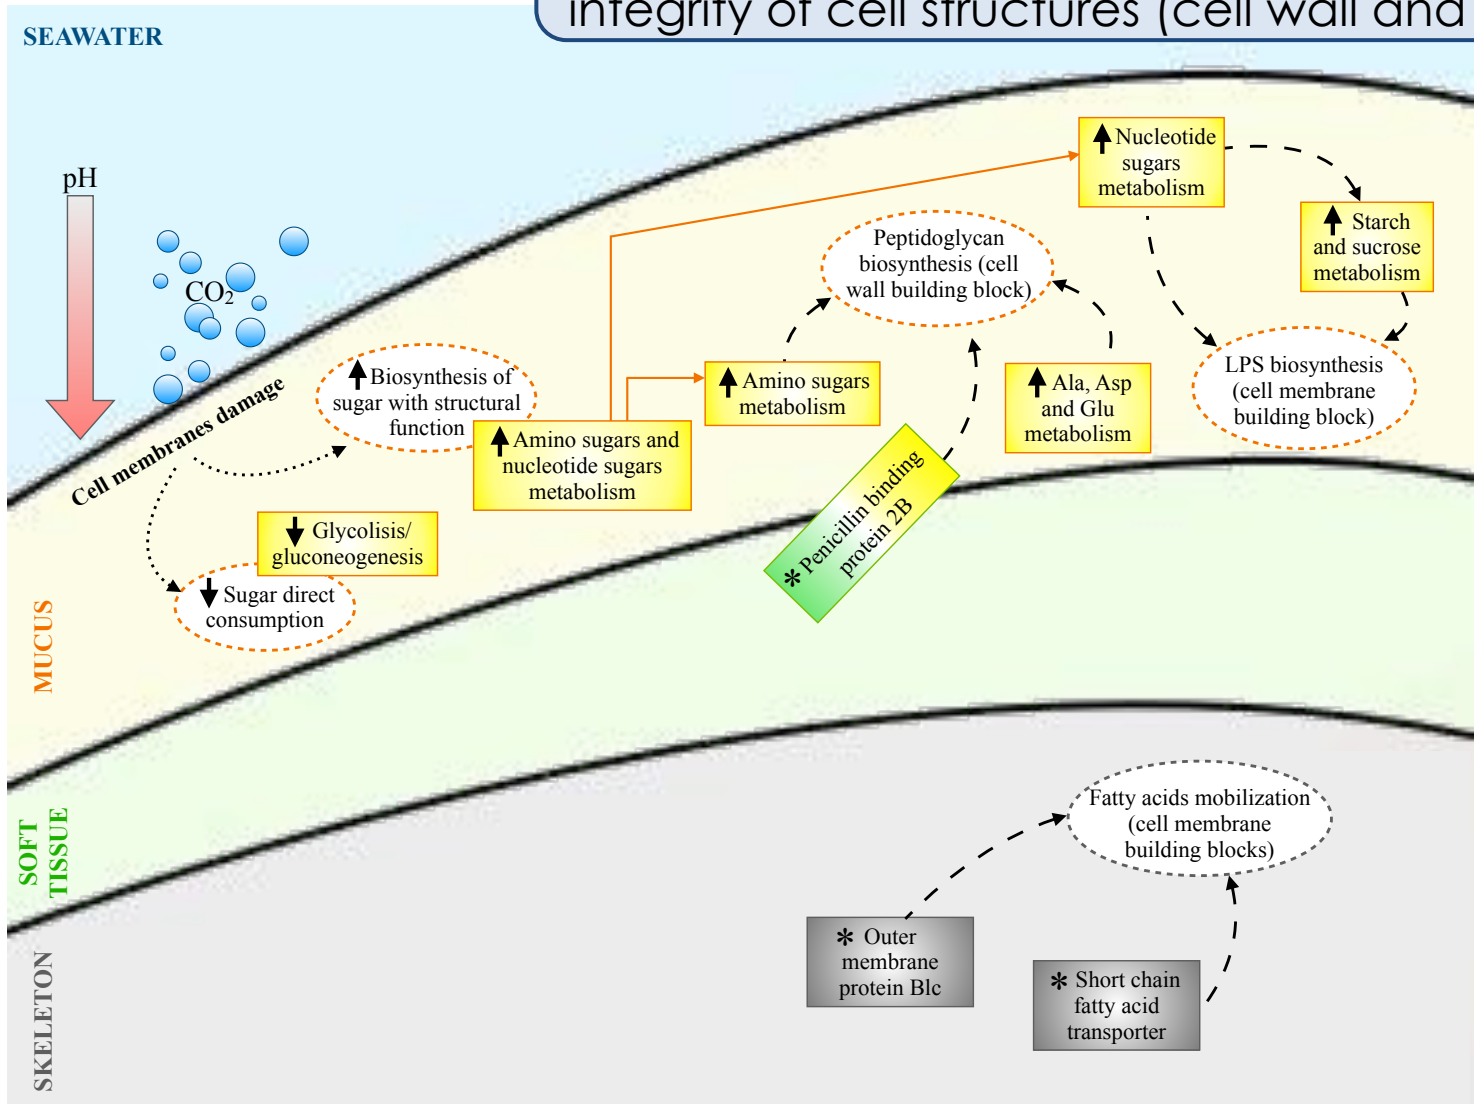 integrity of cell structures (cell wall and
SEAWATER
pH
CO2
Cell membranes damage
Biosynthesis of
sugar with structural
function
Amino sugars and
nucleotide sugars
metabolism
Glycolisis/
gluconeogenesis
Sugar direct
consumption
Amino sugars
metabolism
Peptidoglycan
biosynthesis (cell
wall building block)
Nucleotide
sugars
metabolism
Starch
and sucrose
metabolism
Ala, Asp
and Glu
metabolism
LPS biosynthesis
(cell membrane
building block)
* Penicillin binding
protein 2B
MUCUS
SOFT
TISSUE
SKELETON
Fatty acids mobilization
(cell membrane
building blocks)
* Outer
membrane
protein Blc
* Short chain
fatty acid
transporter